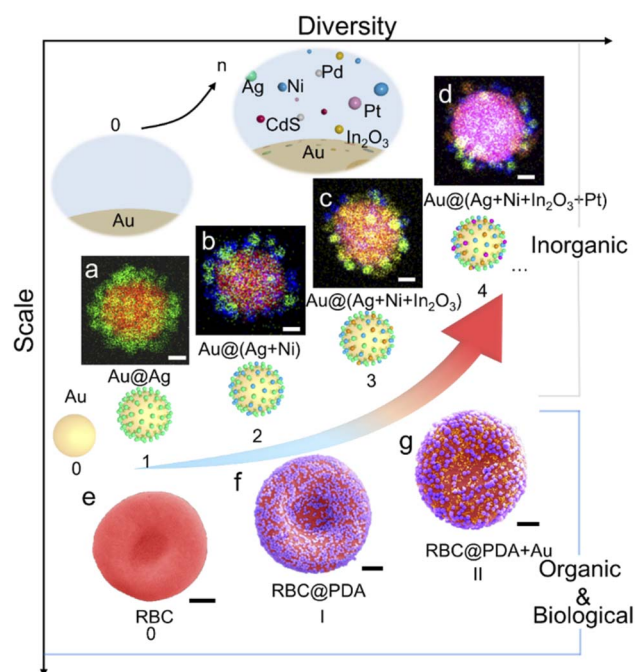 Diversity
Scale
n
0
Au
Ag
Ni
Pd
CdS
Pt
In₂O₃
Au
d
Au@(Ag+Ni+In₂O₃+Pt)
4
...
Inorganic
c
Au@(Ag+Ni+In₂O₃)
3
b
Au@(Ag+Ni)
2
a
Au@Ag
1
Au
0
e
RBC
0
f
RBC@PDA
I
g
RBC@PDA+Au
II
Organic
&
Biological